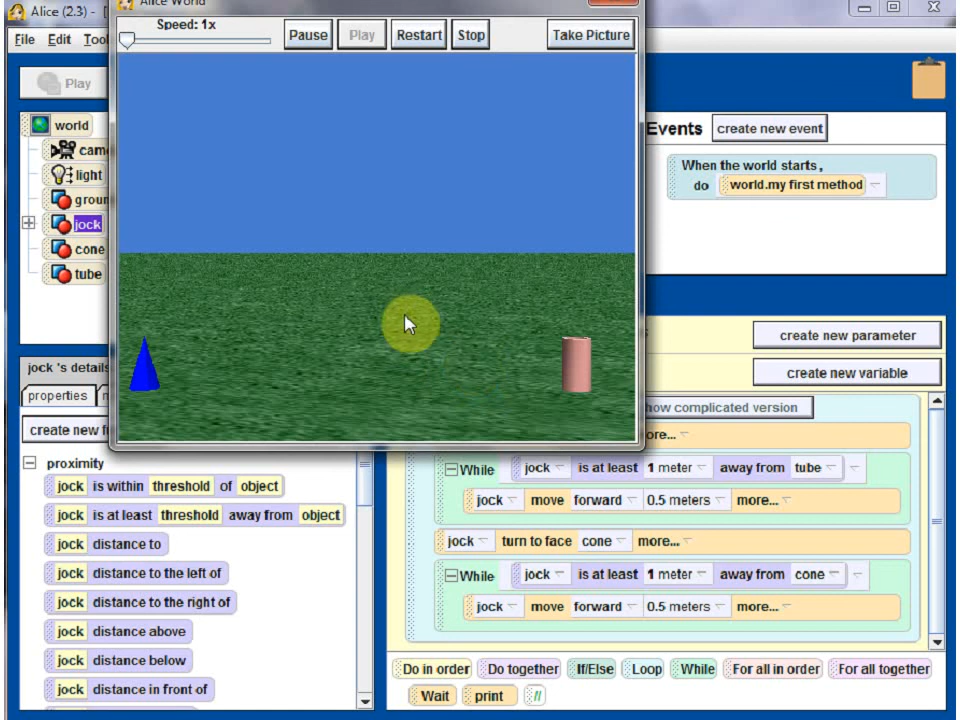 Alice (2.3) - [
Alice World
File Edit Tool
Speed: 1x
Pause
Play
Restart
Stop
Take Picture
Play
world
cam
light
groun
jock
cone
tube
Events
create new event
When the world starts,
do world.my first method
create new parameter
create new variable
jock 's details
properties
create new fu
proximity
jock is within threshold of object
jock is at least threshold away from object
jock distance to
jock distance to the left of
jock distance to the right of
jock distance above
jock distance below
jock distance in front of
how complicated version
ore...
While jock is at least 1 meter away from tube
jock move forward 0.5 meters more...
jock turn to face cone more...
While jock is at least 1 meter away from cone
jock move forward 0.5 meters more...
Do in order Do together If/Else Loop While For all in order For all together
Wait print //